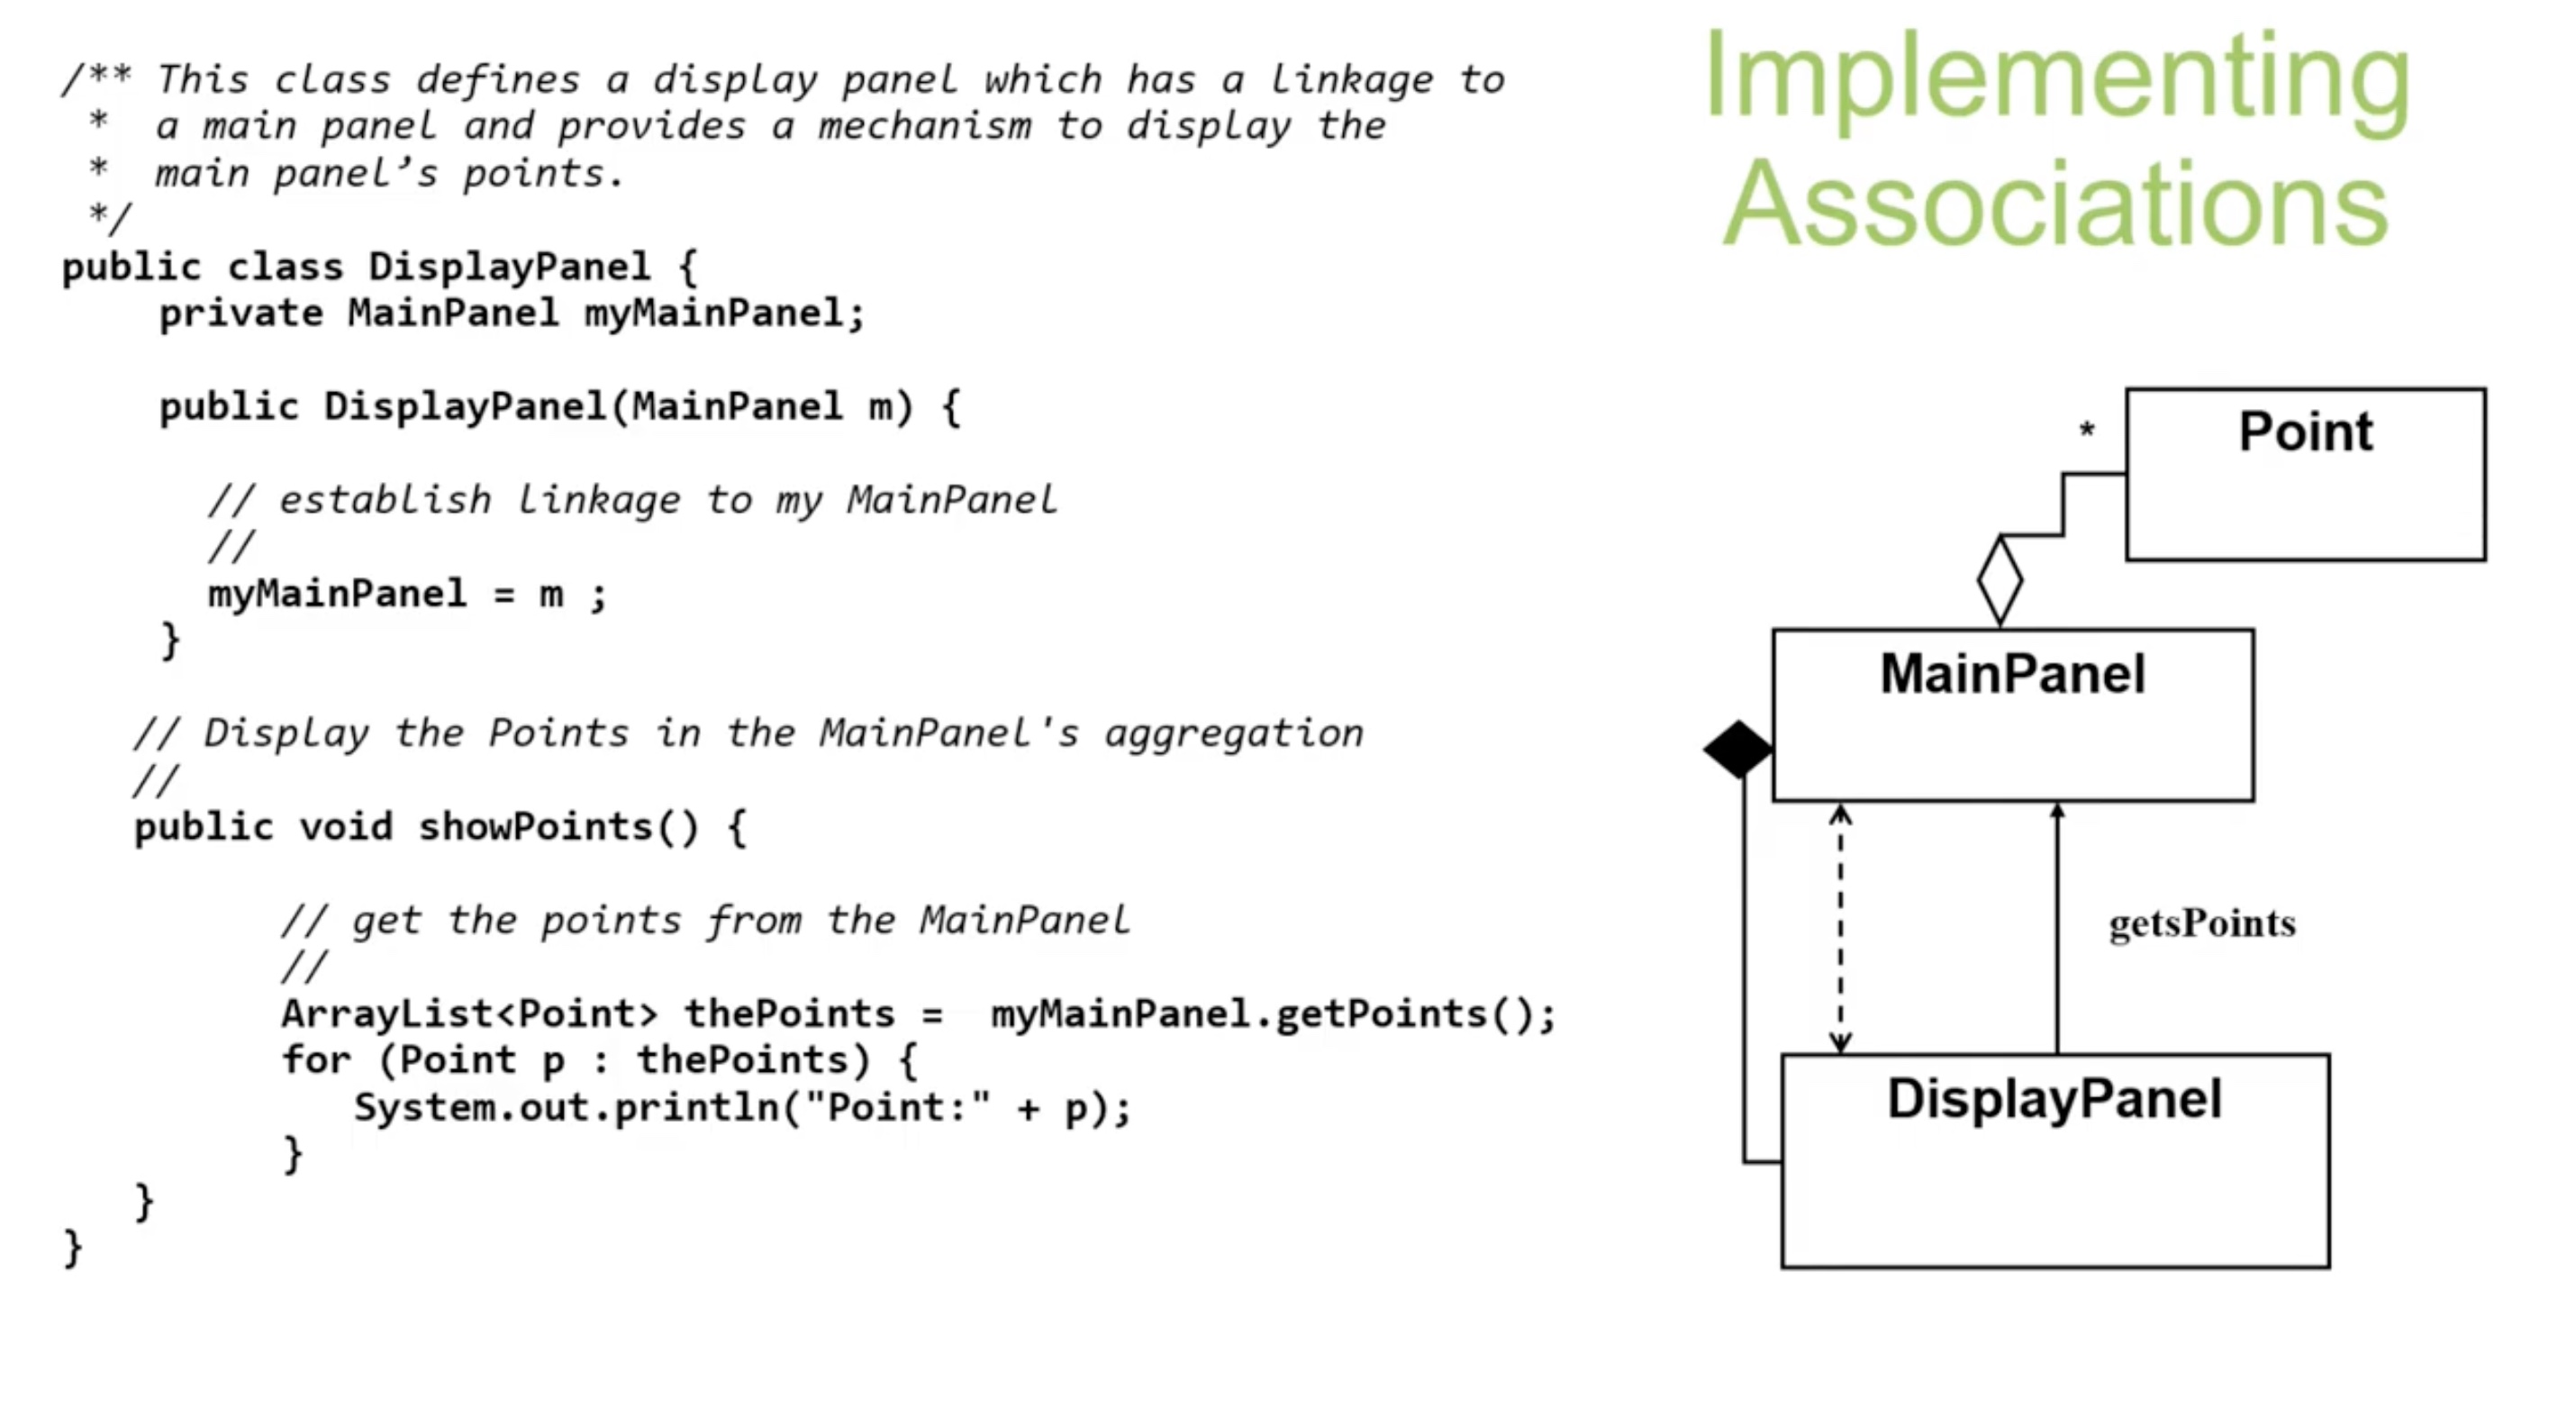 Implementing
Associations
/** This class defines a display panel which has a linkage to
* a main panel and provides a mechanism to display the
* main panel’s points.
*/
public class DisplayPanel {
private MainPanel myMainPanel;
public DisplayPanel(MainPanel m) {
// establish linkage to my MainPanel
//
myMainPanel = m ;
}
// Display the Points in the MainPanel's aggregation
//
public void showPoints() {
// get the points from the MainPanel
//
ArrayList<Point> thePoints = myMainPanel.getPoints();
for (Point p : thePoints) {
System.out.println("Point:" + p);
}
}
}
*
Point
MainPanel
getsPoints
DisplayPanel